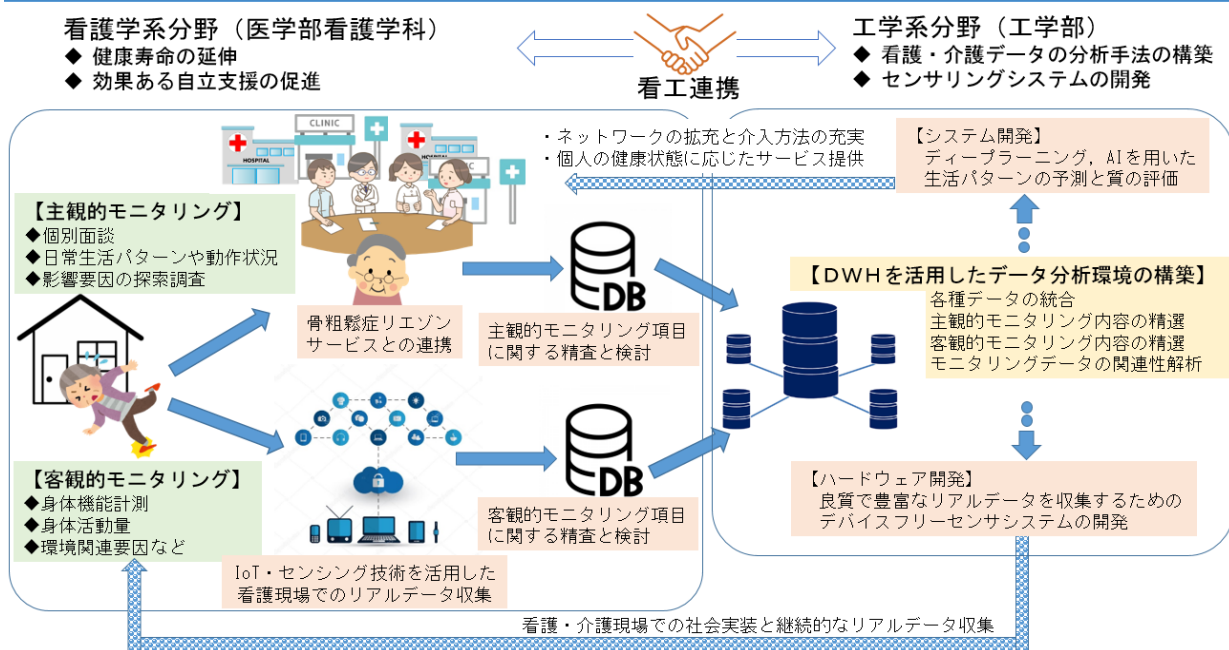 看護学系分野（医学部看護学科）
◆ 健康寿命の延伸
◆ 効果ある自立支援の促進
看工連携
工学系分野（工学部）
◆ 看護・介護データの分析手法の構築
◆ センサリングシステムの開発
CLINIC
HOSPITAL
・ネットワークの拡充と介入方法の充実
・個人の健康状態に応じたサービス提供
【システム開発】
ディープラーニング，AIを用いた
生活パターンの予測と質の評価
【主観的モニタリング】
◆個別面談
◆日常生活パターンや動作状況
◆影響要因の探索調査
骨粗鬆症リエゾン
サービスとの連携
DB
主観的モニタリング項目
に関する精査と検討
【DWHを活用したデータ分析環境の構築】
各種データの統合
主観的モニタリング内容の精選
客観的モニタリング内容の精選
モニタリングデータの関連性解析
【客観的モニタリング】
◆身体機能計測
◆身体活動量
◆環境関連要因など
IoT・センシング技術を活用した
看護現場でのリアルデータ収集
DB
客観的モニタリング項目
に関する精査と検討
【ハードウェア開発】
良質で豊富なリアルデータを収集するための
デバイスフリーセンサシステムの開発
看護・介護現場での社会実装と継続的なリアルデータ収集